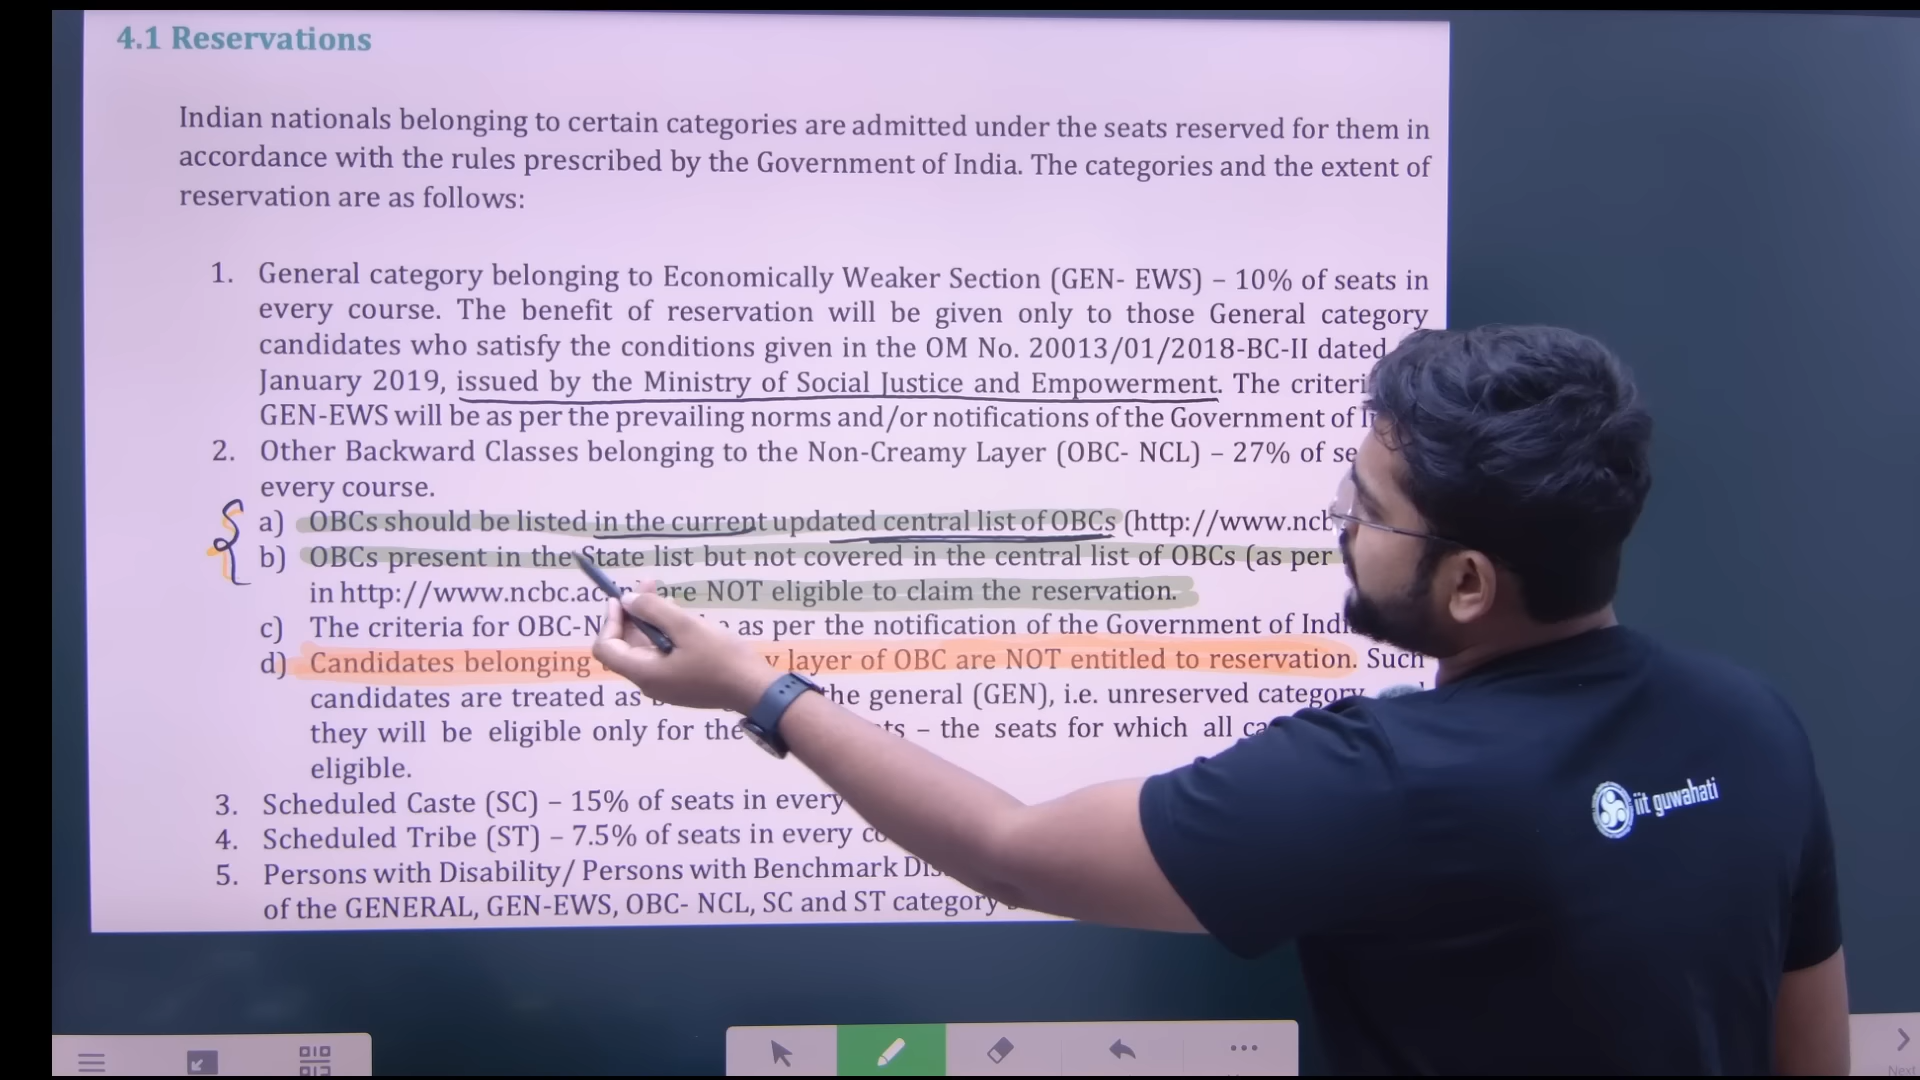 4.1 Reservations
Indian nationals belonging to certain categories are admitted under the seats reserved for them in
accordance with the rules prescribed by the Government of India. The categories and the extent of
reservation are as follows:
1. General category belonging to Economically Weaker Section (GEN- EWS) – 10% of seats in
every course. The benefit of reservation will be given only to those General category
candidates who satisfy the conditions given in the OM No. 20013/01/2018-BC-II dated
January 2019, issued by the Ministry of Social Justice and Empowerment. The
GEN-EWS will be as per the prevailing norms and/or notifications of the Government of
2. Other Backward Classes belonging to the Non-Creamy Layer (OBC- NCL) – 27% of
every course.
a) OBCs should be listed in the current updated central list of OBCs (http://www.ncb
b) OBCs present in the State list but not covered in the central list of OBCs (as per
in http://www.ncbc.ac are NOT eligible to claim the reservation.
c) The criteria for OBC-N as per the notification of the Government of
d) Candidates belonging layer of OBC are NOT entitled to reservation. Such
candidates are treated as the general (GEN), i.e. unreserved category
they will be eligible only for the – the seats for which all
eligible.
3. Scheduled Caste (SC) – 15% of seats in every
4. Scheduled Tribe (ST) – 7.5% of seats in every
5. Persons with Disability/ Persons with Benchmark
of the GENERAL, GEN-EWS, OBC- NCL, SC and ST category
iit guwahati
Next